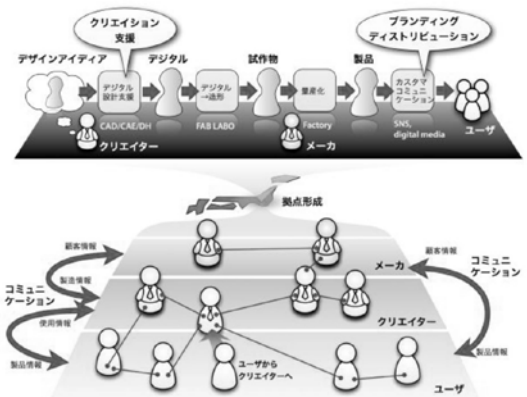 クリエイション
支援
ブランディング
ディストリビューション
デザインアイディア
デジタル
試作物
製品
デジタル
設計支援
デジタル
→造形
量産化
カスタマ
コミュニ
ケーション
CAD/CAE/DH
FAB LABO
Factory
SNS,
digital media
ユーザ
クリエイター
メーカ
拠点形成
顧客情報
顧客情報
メーカ
コミュニ
ケーション
製造情報
コミュニ
ケーション
クリエイター
使用情報
製品情報
製品情報
ユーザから
クリエイターへ
ユーザ